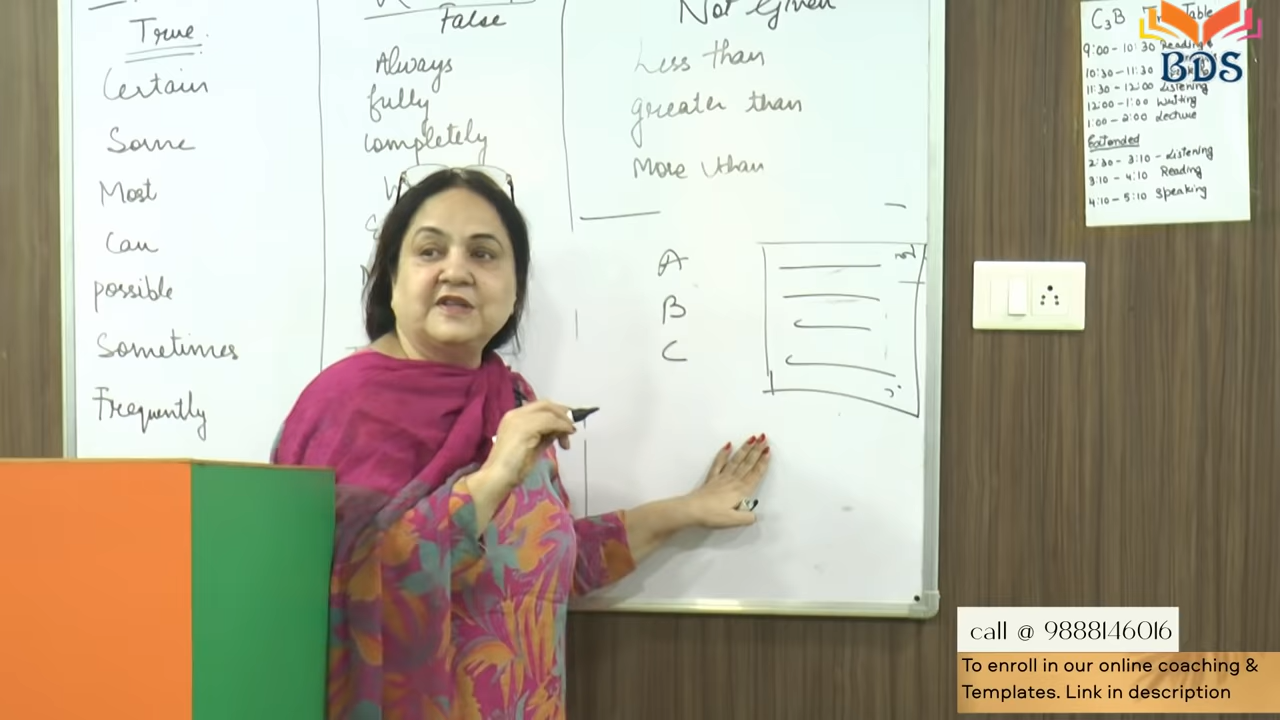 True
Certain
Some
Most
Can
possible
Sometimes
Frequently
False
Always
fully
Completely
Not Given
Less than
greater than
More than
A
B
C
C3B Table
9:00 - 10:30 Reading
10:30 - 11:30
11:30 - 12:00 Listening
12:00 - 1:00 Writing
1:00 - 2:00 Lecture
Extended
2:30 - 3:10 - Listening
3:10 - 4:10 Reading
4:10 - 5:10 Speaking
BDS
call @ 9888146016
To enroll in our online coaching &
Templates. Link in description